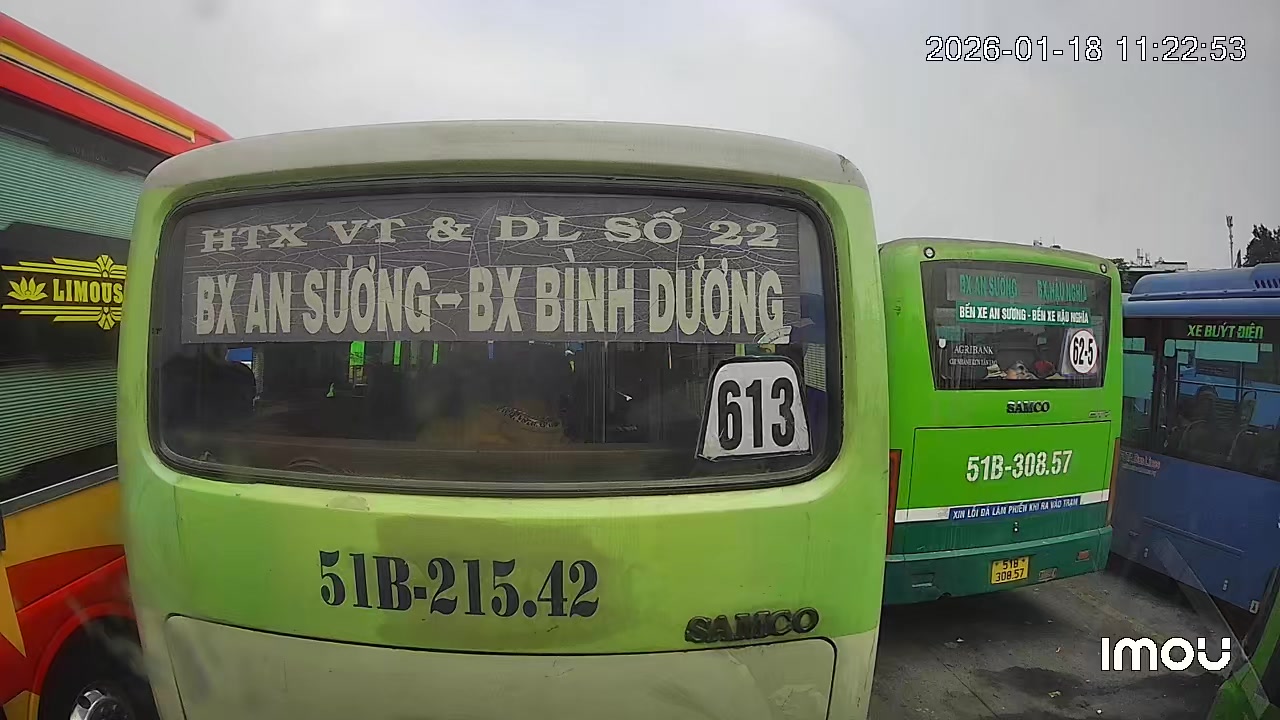 2026-01-18 11:22:53
HTX VT & DL SỐ 22
BX AN SƯƠNG-BX BÌNH DƯƠNG
613
51B-215.42
SAMCO
LIMOUS
BX AN SƯƠNG BX HẬU NGHĨA
BẾN XE AN SƯƠNG - BẾN XE HẬU NGHĨA
AGRIBANK
62-5
SAMCO
51B-308.57
XIN LỖI ĐÃ LÀM PHIỀN KHI RA VÀO TRẠM
51B
308.57
XE BUÝT ĐIỆN
imou